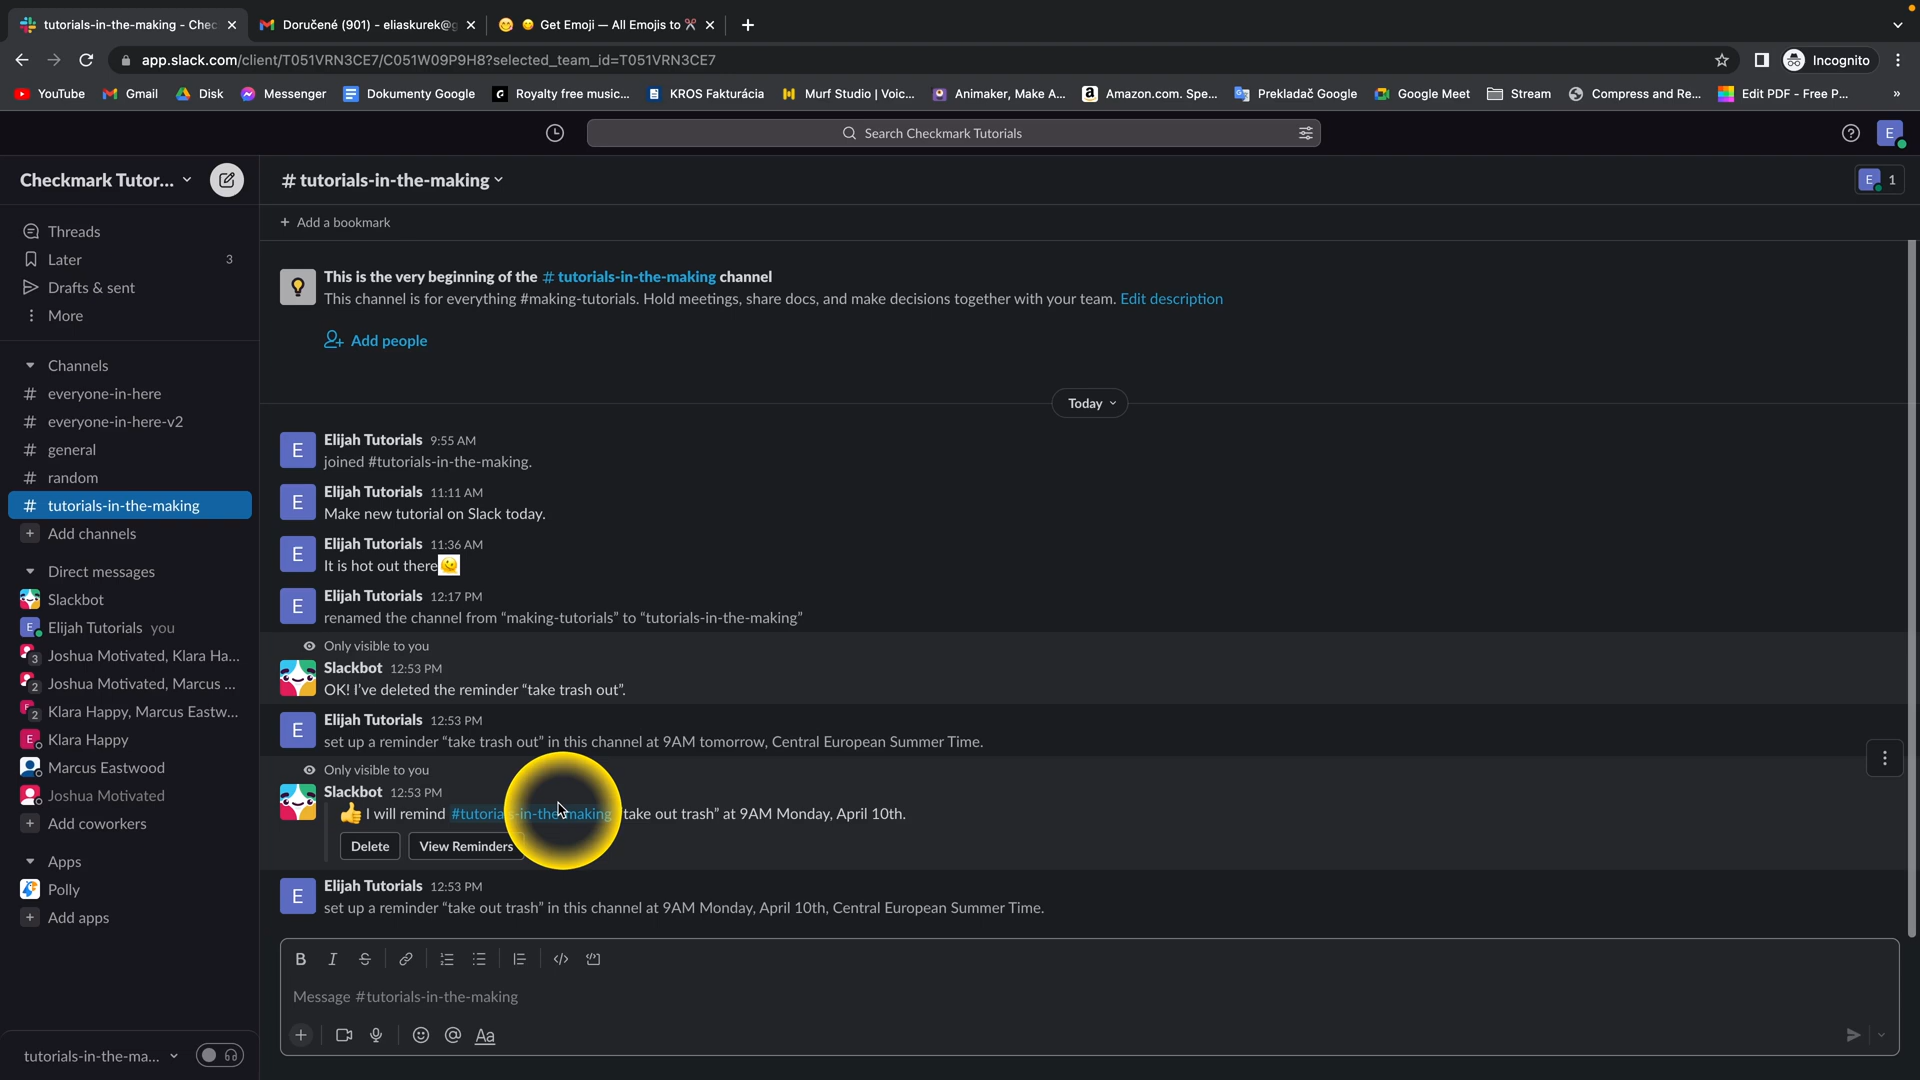 tutorials-in-the-making - Chec
Doručené (901) - eliaskurek@g
Get Emoji — All Emojis to
app.slack.com/client/T051VRN3CE7/C051W09P9H8?selected_team_id=T051VRN3CE7
Incognito
YouTube
Gmail
Disk
Messenger
Dokumenty Google
Royalty free music...
KROS Fakturácia
Murf Studio | Voic...
Animaker, Make A...
Amazon.com. Spe...
Prekladač Google
Google Meet
Stream
Compress and Re...
Edit PDF - Free P...
»
Search Checkmark Tutorials
E
Checkmark Tutor...
# tutorials-in-the-making
E 1
+ Add a bookmark
Threads
Later 3
Drafts & sent
More
Channels
# everyone-in-here
# everyone-in-here-v2
# general
# random
# tutorials-in-the-making
+ Add channels
Direct messages
Slackbot
E Elijah Tutorials you
3 Joshua Motivated, Klara Ha...
2 Joshua Motivated, Marcus ...
2 Klara Happy, Marcus Eastw...
E Klara Happy
Marcus Eastwood
Joshua Motivated
+ Add coworkers
Apps
Polly
+ Add apps
tutorials-in-the-ma...
This is the very beginning of the # tutorials-in-the-making channel
This channel is for everything #making-tutorials. Hold meetings, share docs, and make decisions together with your team. Edit description
Add people
Today
E Elijah Tutorials 9:55 AM
joined #tutorials-in-the-making.
E Elijah Tutorials 11:11 AM
Make new tutorial on Slack today.
E Elijah Tutorials 11:36 AM
It is hot out there
E Elijah Tutorials 12:17 PM
renamed the channel from “making-tutorials” to “tutorials-in-the-making”
Only visible to you
Slackbot 12:53 PM
OK! I’ve deleted the reminder “take trash out”.
E Elijah Tutorials 12:53 PM
set up a reminder “take trash out” in this channel at 9AM tomorrow, Central European Summer Time.
Only visible to you
Slackbot 12:53 PM
I will remind #tutorials-in-the-making “take out trash” at 9AM Monday, April 10th.
Delete
View Reminders
E Elijah Tutorials 12:53 PM
set up a reminder “take out trash” in this channel at 9AM Monday, April 10th, Central European Summer Time.
B I S
Message #tutorials-in-the-making
+ @ Aa